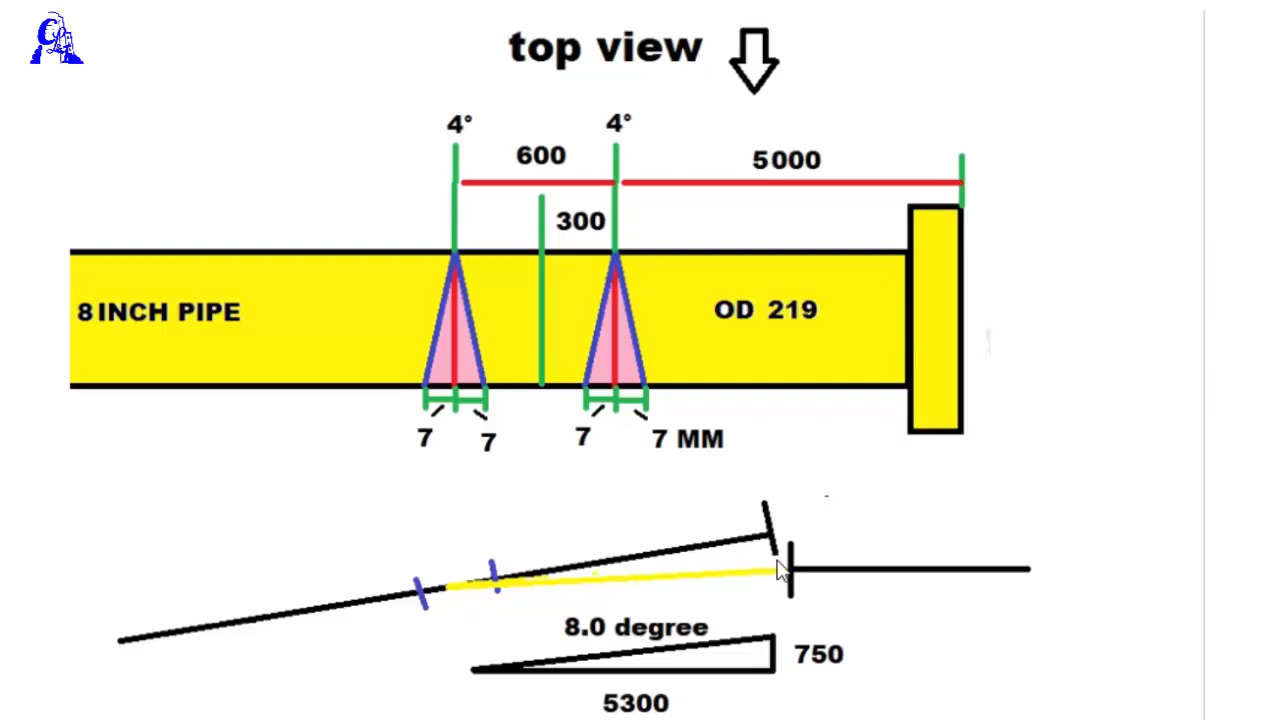 top view
4°
4°
600
5000
300
8 INCH PIPE
OD 219
7
7
7
7 MM
8.0 degree
750
5300